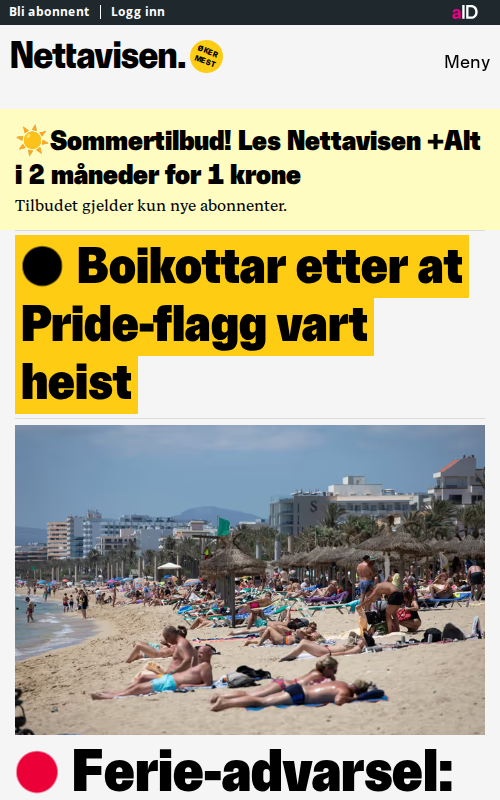 Bli abonnent | Logg inn
aID
Nettavisen.
ØKER
MEST
Meny
☀️Sommertilbud! Les Nettavisen +Alt
i 2 måneder for 1 krone
Tilbudet gjelder kun nye abonnenter.
Boikottar etter at
Pride-flagg vart
heist
S
Ferie-advarsel: